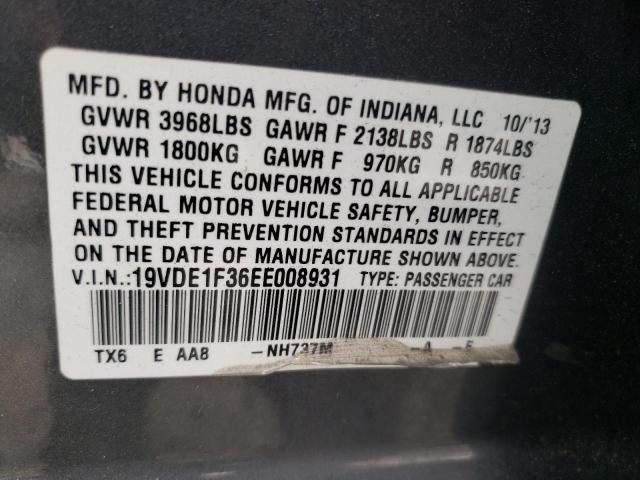 MFD. BY HONDA MFG. OF INDIANA, LLC 10/'13
GVWR 3968LBS GAWR F 2138LBS R 1874LBS
GVWR 1800KG GAWR F 970KG R 850KG
THIS VEHICLE CONFORMS TO ALL APPLICABLE
FEDERAL MOTOR VEHICLE SAFETY, BUMPER,
AND THEFT PREVENTION STANDARDS IN EFFECT
ON THE DATE OF MANUFACTURE SHOWN ABOVE.
V.I.N.:19VDE1F36EE008931 TYPE: PASSENGER CAR
TX6 E AA8 -NH737M -A